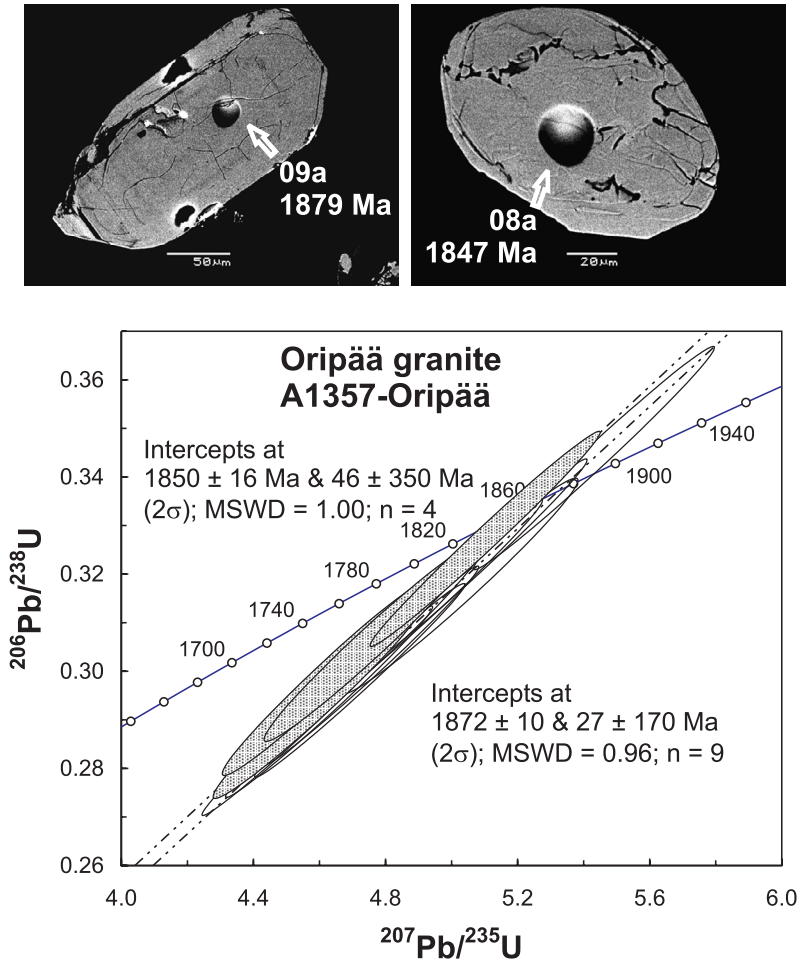 09a
1879 Ma
50µm
08a
1847 Ma
20µm
Oripää granite
A1357-Oripää
Intercepts at
1850 ± 16 Ma & 46 ± 350 Ma
(2σ); MSWD = 1.00; n = 4
Intercepts at
1872 ± 10 & 27 ± 170 Ma
(2σ); MSWD = 0.96; n = 9
1700
1740
1780
1820
1860
1900
1940
0.36
0.34
0.32
0.30
0.28
0.26
²⁰⁶Pb/²³⁸U
4.0
4.4
4.8
5.2
5.6
6.0
²⁰⁷Pb/²³⁵U